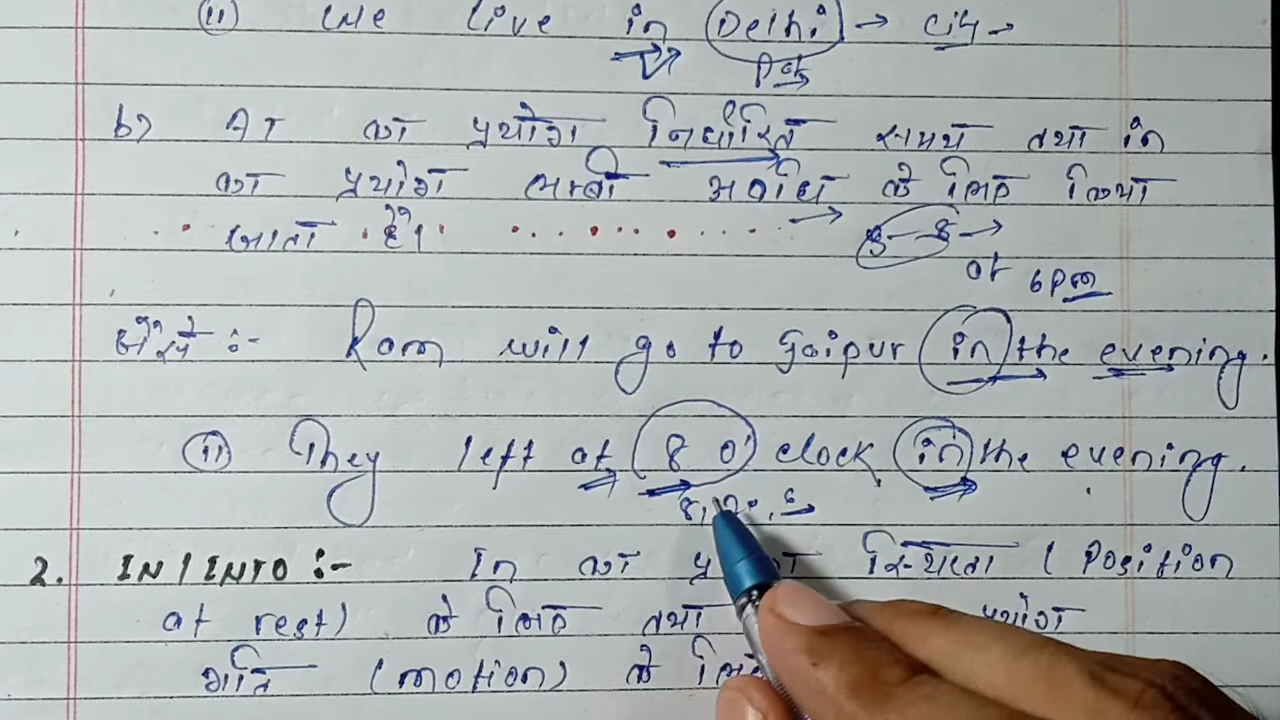 (ii) We live in Delhi → City →
b) AT का प्रयोग निर्धारित समय तथा in
का प्रयोग लम्बी अवधि के लिए किया
जाता है।
at 6pm
जैसे :- Ram will go to Jaipur in the evening.
(ii) They left at 8 0' clock, in the evening.
2. IN/INTO :- In का स्थिरता (Position
at rest) के लिए तथा प्रयोग
गति (motion) के